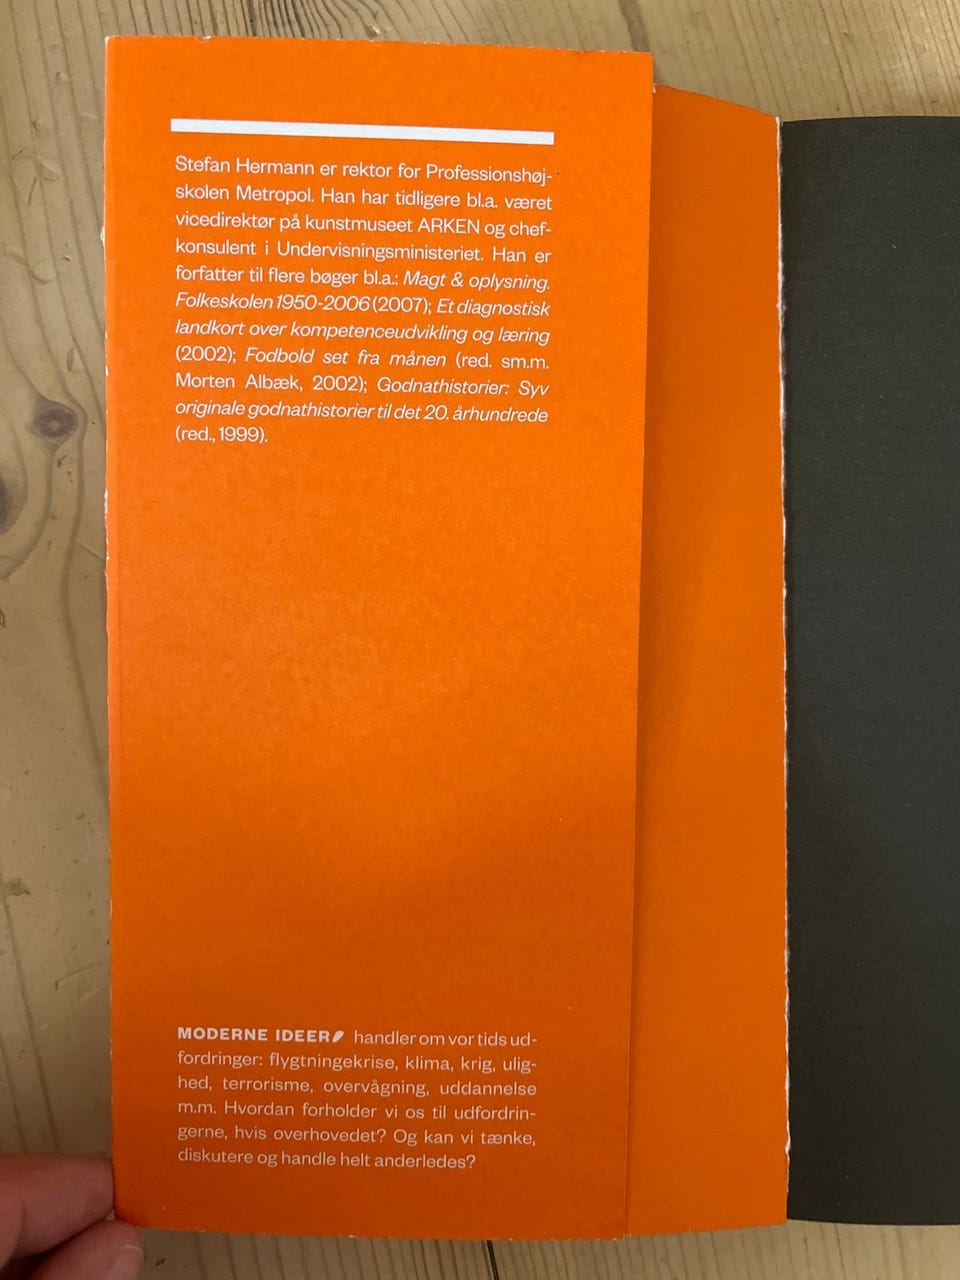 Stefan Hermann er rektor for Professionshøj-
skolen Metropol. Han har tidligere bl.a. været
vicedirektør på kunstmuseet ARKEN og chef-
konsulent i Undervisningsministeriet. Han er
forfatter til flere bøger bl.a.: Magt & oplysning.
Folkeskolen 1950-2006 (2007); Et diagnostisk
landkort over kompetenceudvikling og læring
(2002); Fodbold set fra månen (red. sm.m.
Morten Albæk, 2002); Godnathistorier: Syv
originale godnathistorier til det 20. århundrede
(red., 1999).
MODERNE IDEER handler om vor tids ud-
fordringer: flygtningekrise, klima, krig, ulig-
hed, terrorisme, overvågning, uddannelse
m.m. Hvordan forholder vi os til udfordrin-
gerne, hvis overhovedet? Og kan vi tænke,
diskutere og handle helt anderledes?